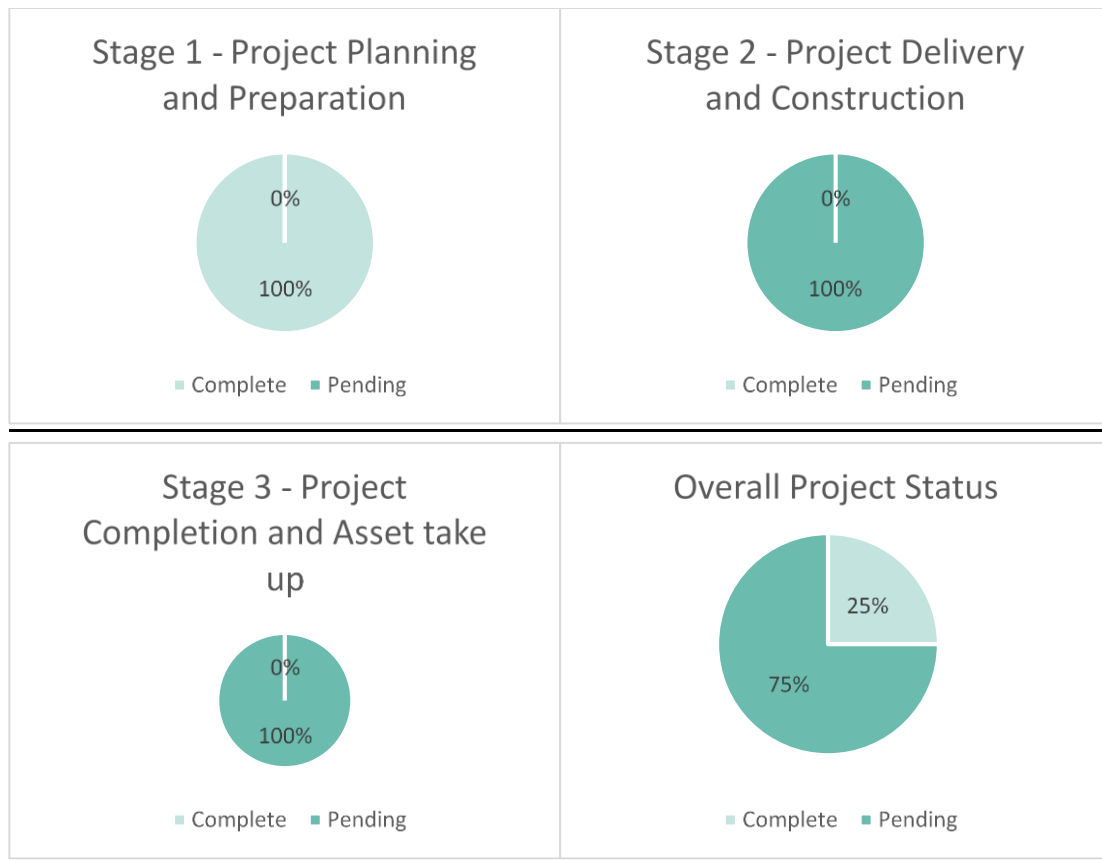 Stage 1 - Project Planning
and Preparation
0%
100%
Complete Pending
Stage 2 - Project Delivery
and Construction
0%
100%
Complete Pending
Stage 3 - Project
Completion and Asset take
up
0%
100%
Complete Pending
Overall Project Status
25%
75%
Complete Pending